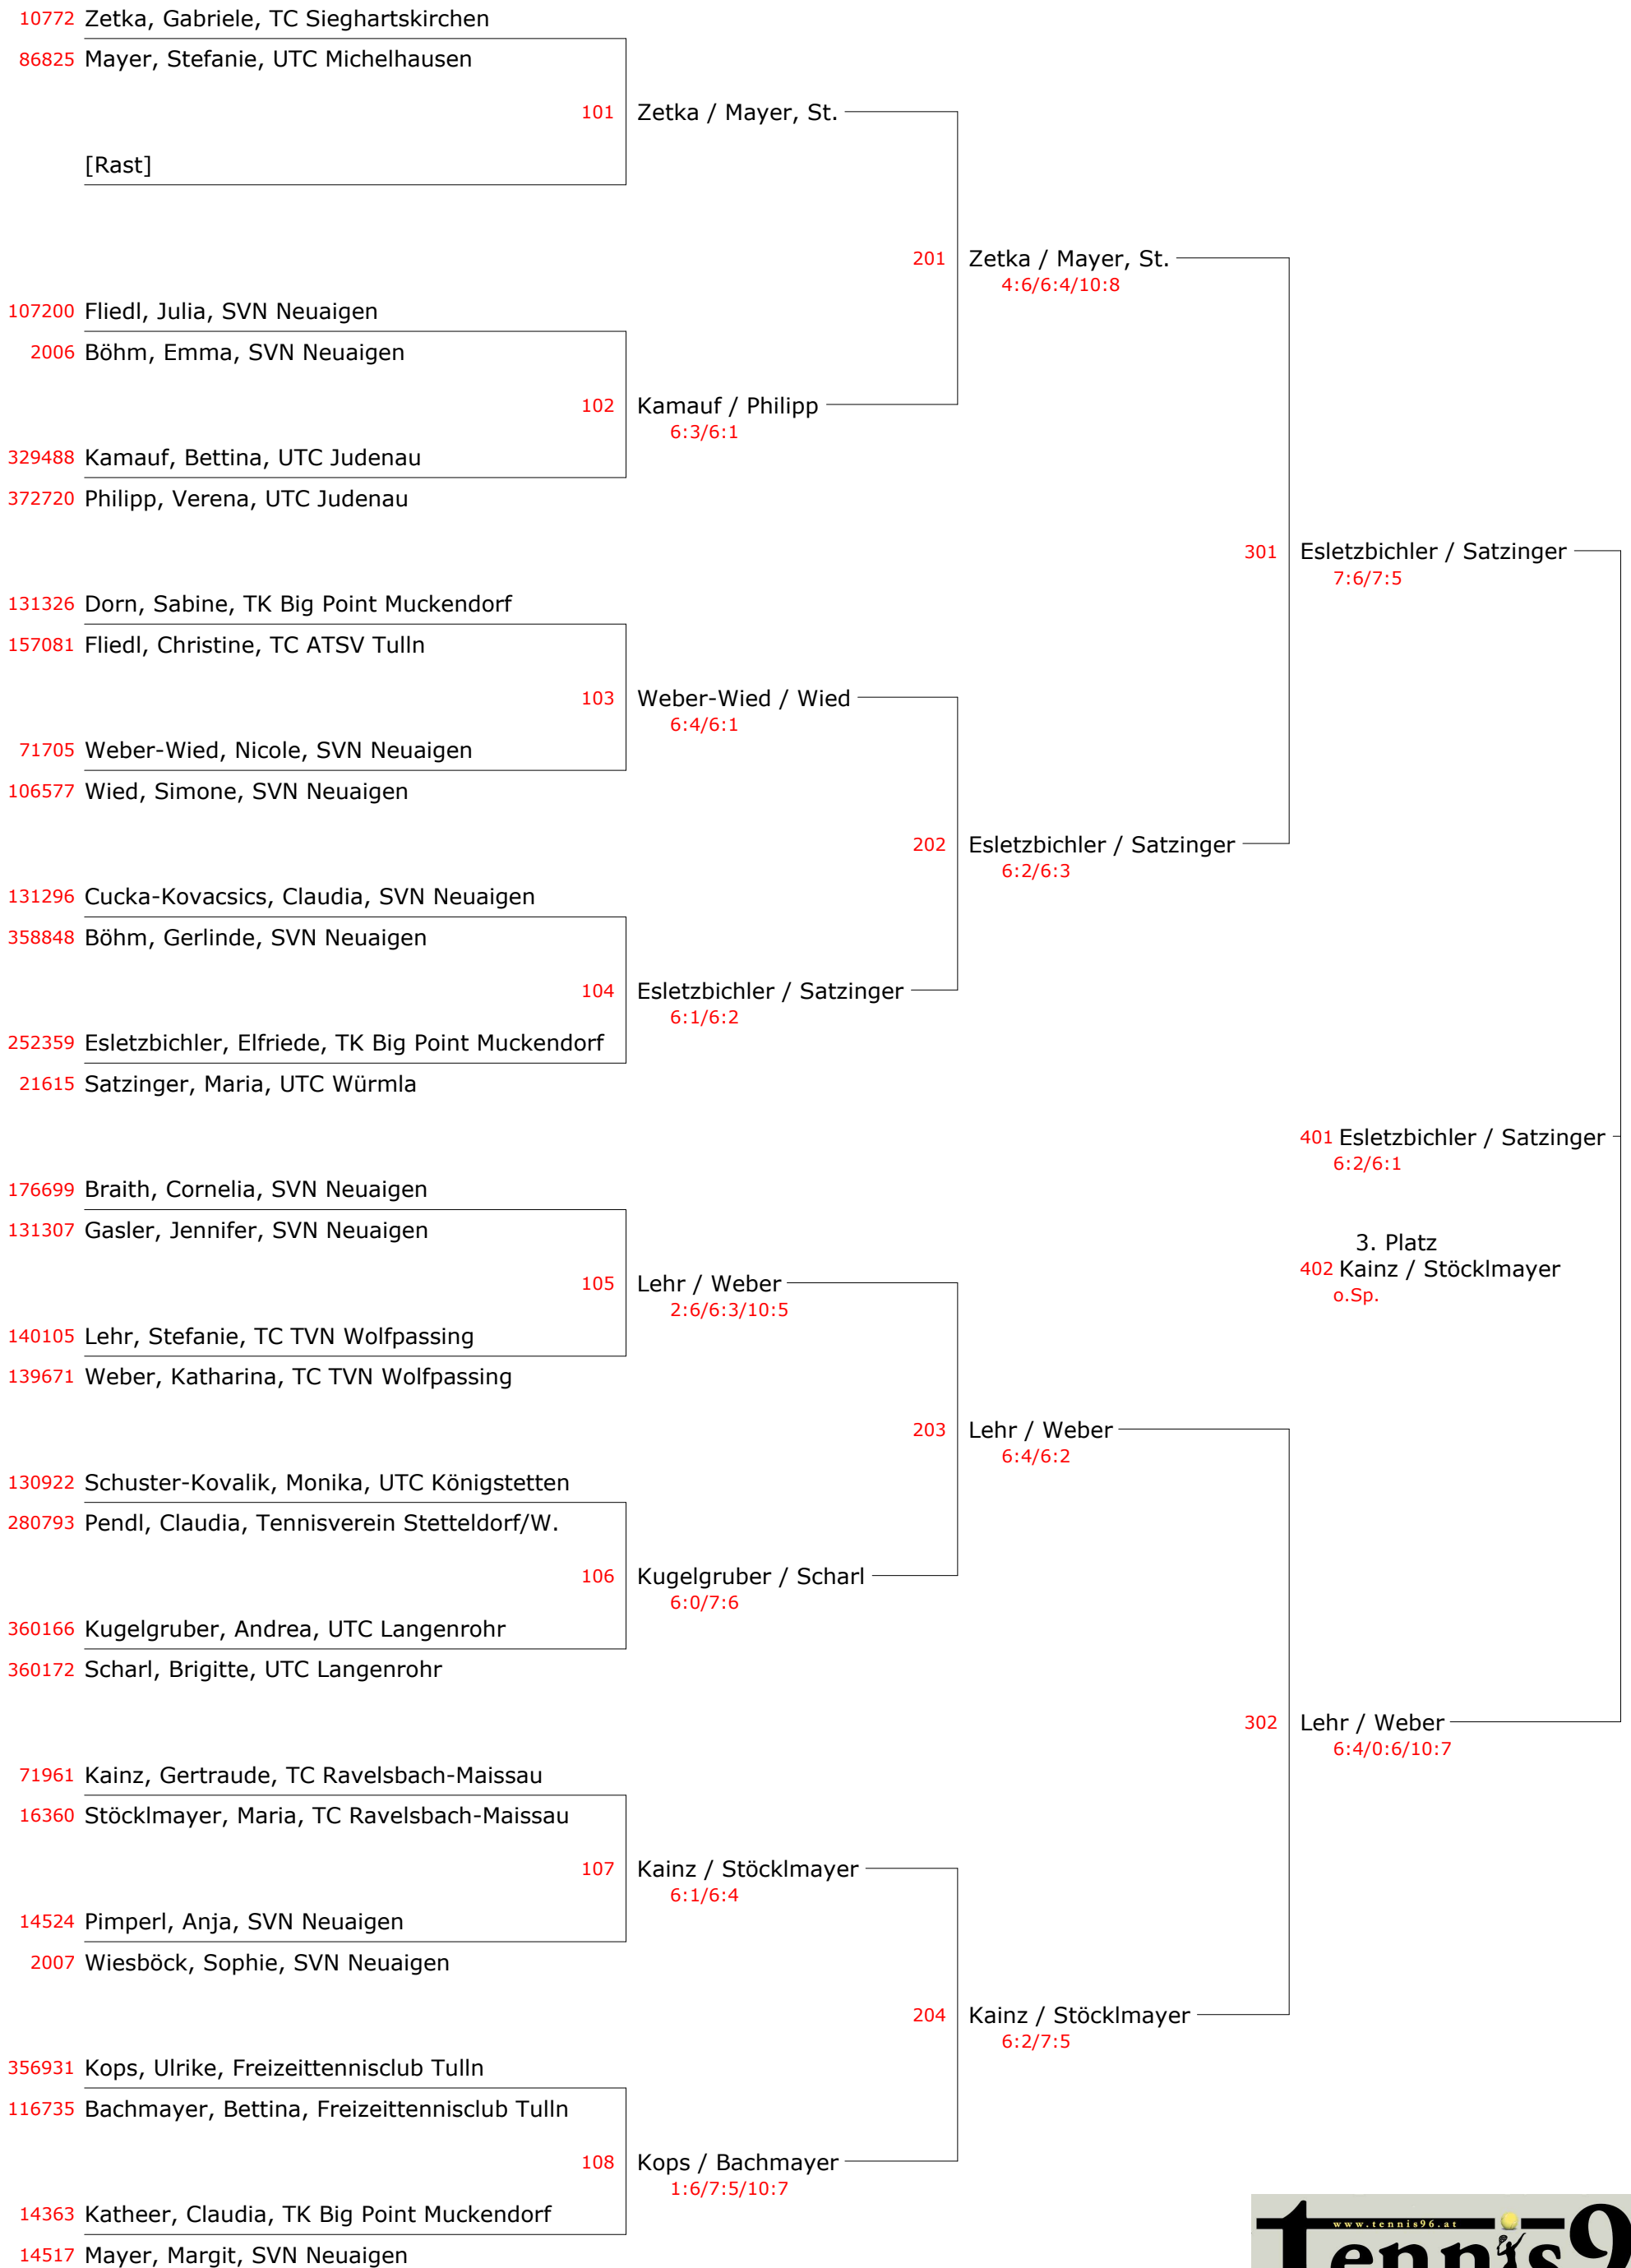 10772 Zetka, Gabriele, TC Sieghartskirchen
86825 Mayer, Stefanie, UTC Michelhausen
101 Zetka / Mayer, St.
[Rast]
201 Zetka / Mayer, St.
4:6/6:4/10:8
107200 Fliedl, Julia, SVN Neuaigen
2006 Böhm, Emma, SVN Neuaigen
102 Kamauf / Philipp
6:3/6:1
329488 Kamauf, Bettina, UTC Judenau
372720 Philipp, Verena, UTC Judenau
301 Esletzbichler / Satzinger
7:6/7:5
131326 Dorn, Sabine, TK Big Point Muckendorf
157081 Fliedl, Christine, TC ATSV Tulln
103 Weber-Wied / Wied
6:4/6:1
71705 Weber-Wied, Nicole, SVN Neuaigen
106577 Wied, Simone, SVN Neuaigen
202 Esletzbichler / Satzinger
6:2/6:3
131296 Cucka-Kovacsics, Claudia, SVN Neuaigen
358848 Böhm, Gerlinde, SVN Neuaigen
104 Esletzbichler / Satzinger
6:1/6:2
252359 Esletzbichler, Elfriede, TK Big Point Muckendorf
21615 Satzinger, Maria, UTC Würmla
401 Esletzbichler / Satzinger
6:2/6:1
176699 Braith, Cornelia, SVN Neuaigen
131307 Gasler, Jennifer, SVN Neuaigen
3. Platz
402 Kainz / Stöcklmayer
o.Sp.
105 Lehr / Weber
2:6/6:3/10:5
140105 Lehr, Stefanie, TC TVN Wolfpassing
139671 Weber, Katharina, TC TVN Wolfpassing
203 Lehr / Weber
6:4/6:2
130922 Schuster-Kovalik, Monika, UTC Königstetten
280793 Pendl, Claudia, Tennisverein Stetteldorf/W.
106 Kugelgruber / Scharl
6:0/7:6
360166 Kugelgruber, Andrea, UTC Langenrohr
360172 Scharl, Brigitte, UTC Langenrohr
302 Lehr / Weber
6:4/0:6/10:7
71961 Kainz, Gertraude, TC Ravelsbach-Maissau
16360 Stöcklmayer, Maria, TC Ravelsbach-Maissau
107 Kainz / Stöcklmayer
6:1/6:4
14524 Pimperl, Anja, SVN Neuaigen
2007 Wiesböck, Sophie, SVN Neuaigen
204 Kainz / Stöcklmayer
6:2/7:5
356931 Kops, Ulrike, Freizeittennisclub Tulln
116735 Bachmayer, Bettina, Freizeittennisclub Tulln
108 Kops / Bachmayer
1:6/7:5/10:7
14363 Katheer, Claudia, TK Big Point Muckendorf
14517 Mayer, Margit, SVN Neuaigen
www.tennis96.at
tennis9